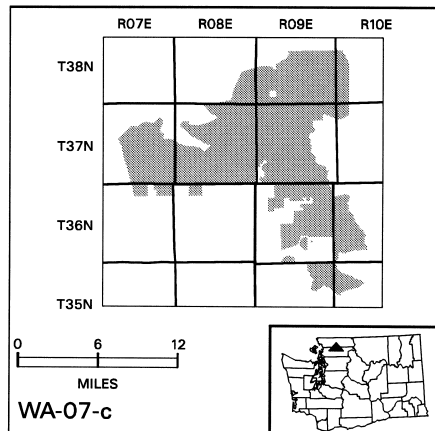 R07E R08E R09E R10E
T38N
T37N
T36N
T35N
0 6 12
MILES
WA-07-c